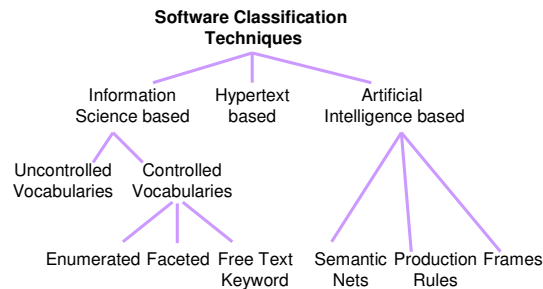 Software Classification
Techniques
Information
Science based
Hypertext
based
Artificial
Intelligence based
Uncontrolled
Vocabularies
Controlled
Vocabularies
Enumerated
Faceted
Free Text
Keyword
Semantic
Nets
Production
Rules
Frames